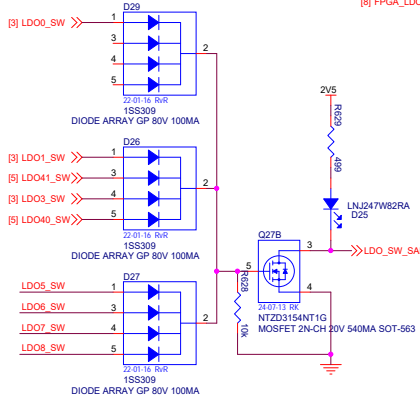 [8] FPGA_LDO
D29
[3] LDO0_SW
1
3
4
5
2
22-01-16 RvR
1SS309
DIODE ARRAY GP 80V 100MA
D26
[3] LDO1_SW
[5] LDO41_SW
[3] LDO3_SW
[5] LDO40_SW
1
3
4
5
2
22-01-16 RvR
1SS309
DIODE ARRAY GP 80V 100MA
D27
LDO5_SW
LDO6_SW
LDO7_SW
LDO8_SW
1
3
4
5
2
22-01-16 RvR
1SS309
DIODE ARRAY GP 80V 100MA
2V5
R629
499
LNJ247W82RA
D25
Q27B
3
LDO_SW_SA
5
4
R628
10k
24-07-13 RK
NTZD3154NT1G
MOSFET 2N-CH 20V 540MA SOT-563